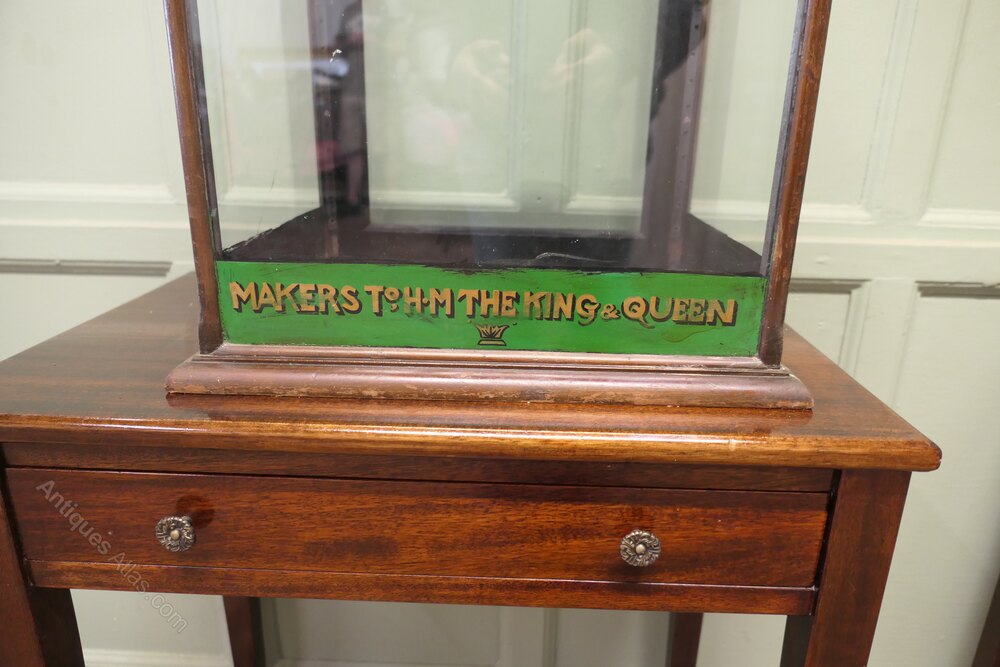 MAKERS TO H·M THE KING & QUEEN
Antiques Atlas.com